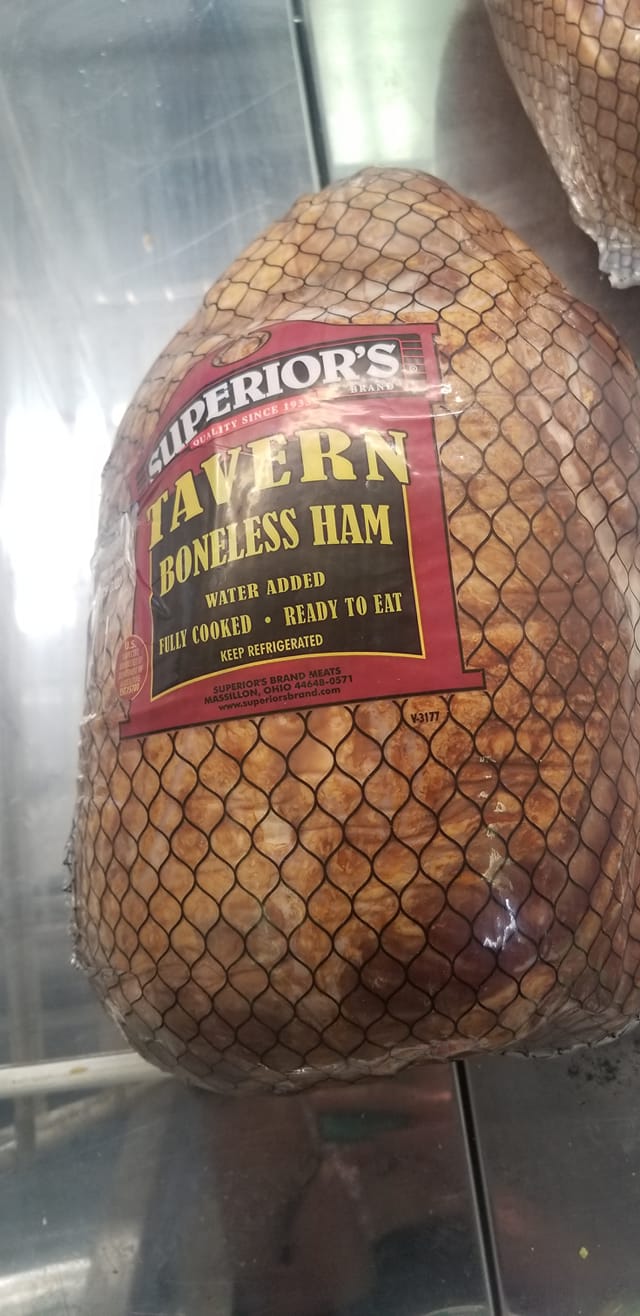 SUPERIOR'S
BRAND
QUALITY SINCE
TAVERN
BONELESS HAM
WATER ADDED
FULLY COOKED • READY TO EAT
KEEP REFRIGERATED
U.S.
SUPERIOR'S BRAND MEATS
MASSILLON, OHIO 44648-0571
www.superiorsbrand.com
V-3177